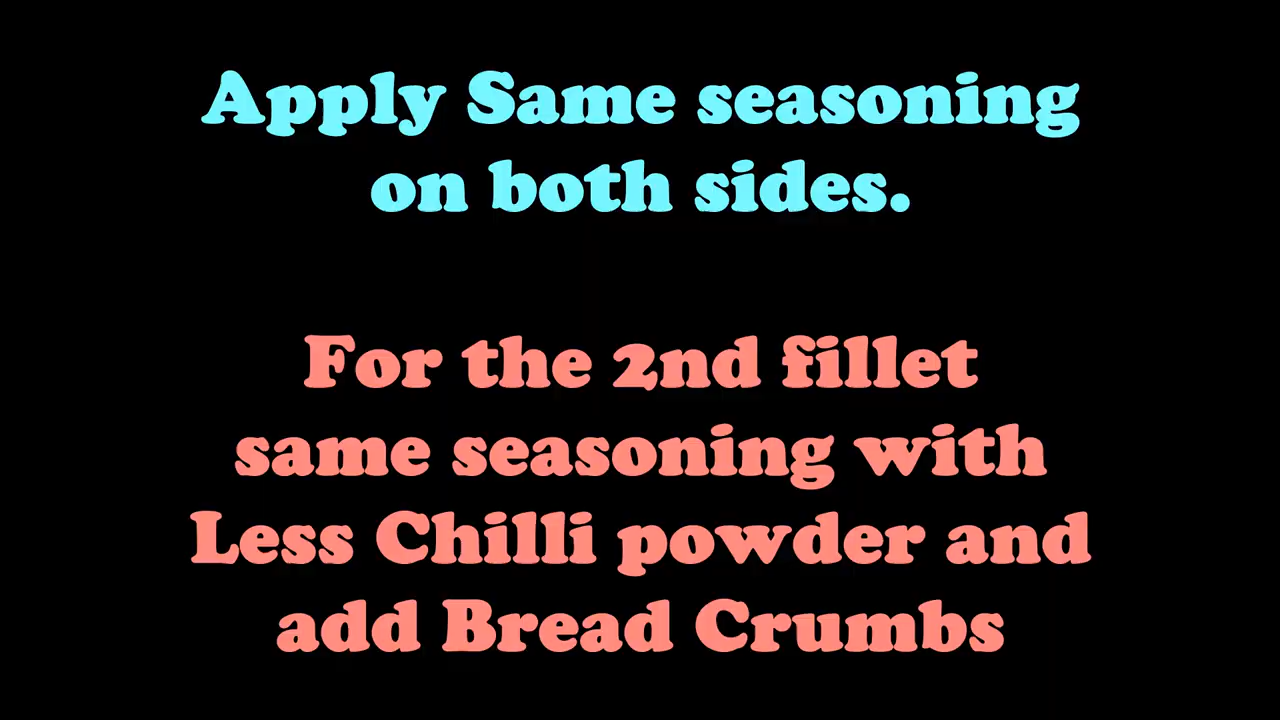 Apply Same seasoning
on both sides.
For the 2nd fillet
same seasoning with
Less Chilli powder and
add Bread Crumbs